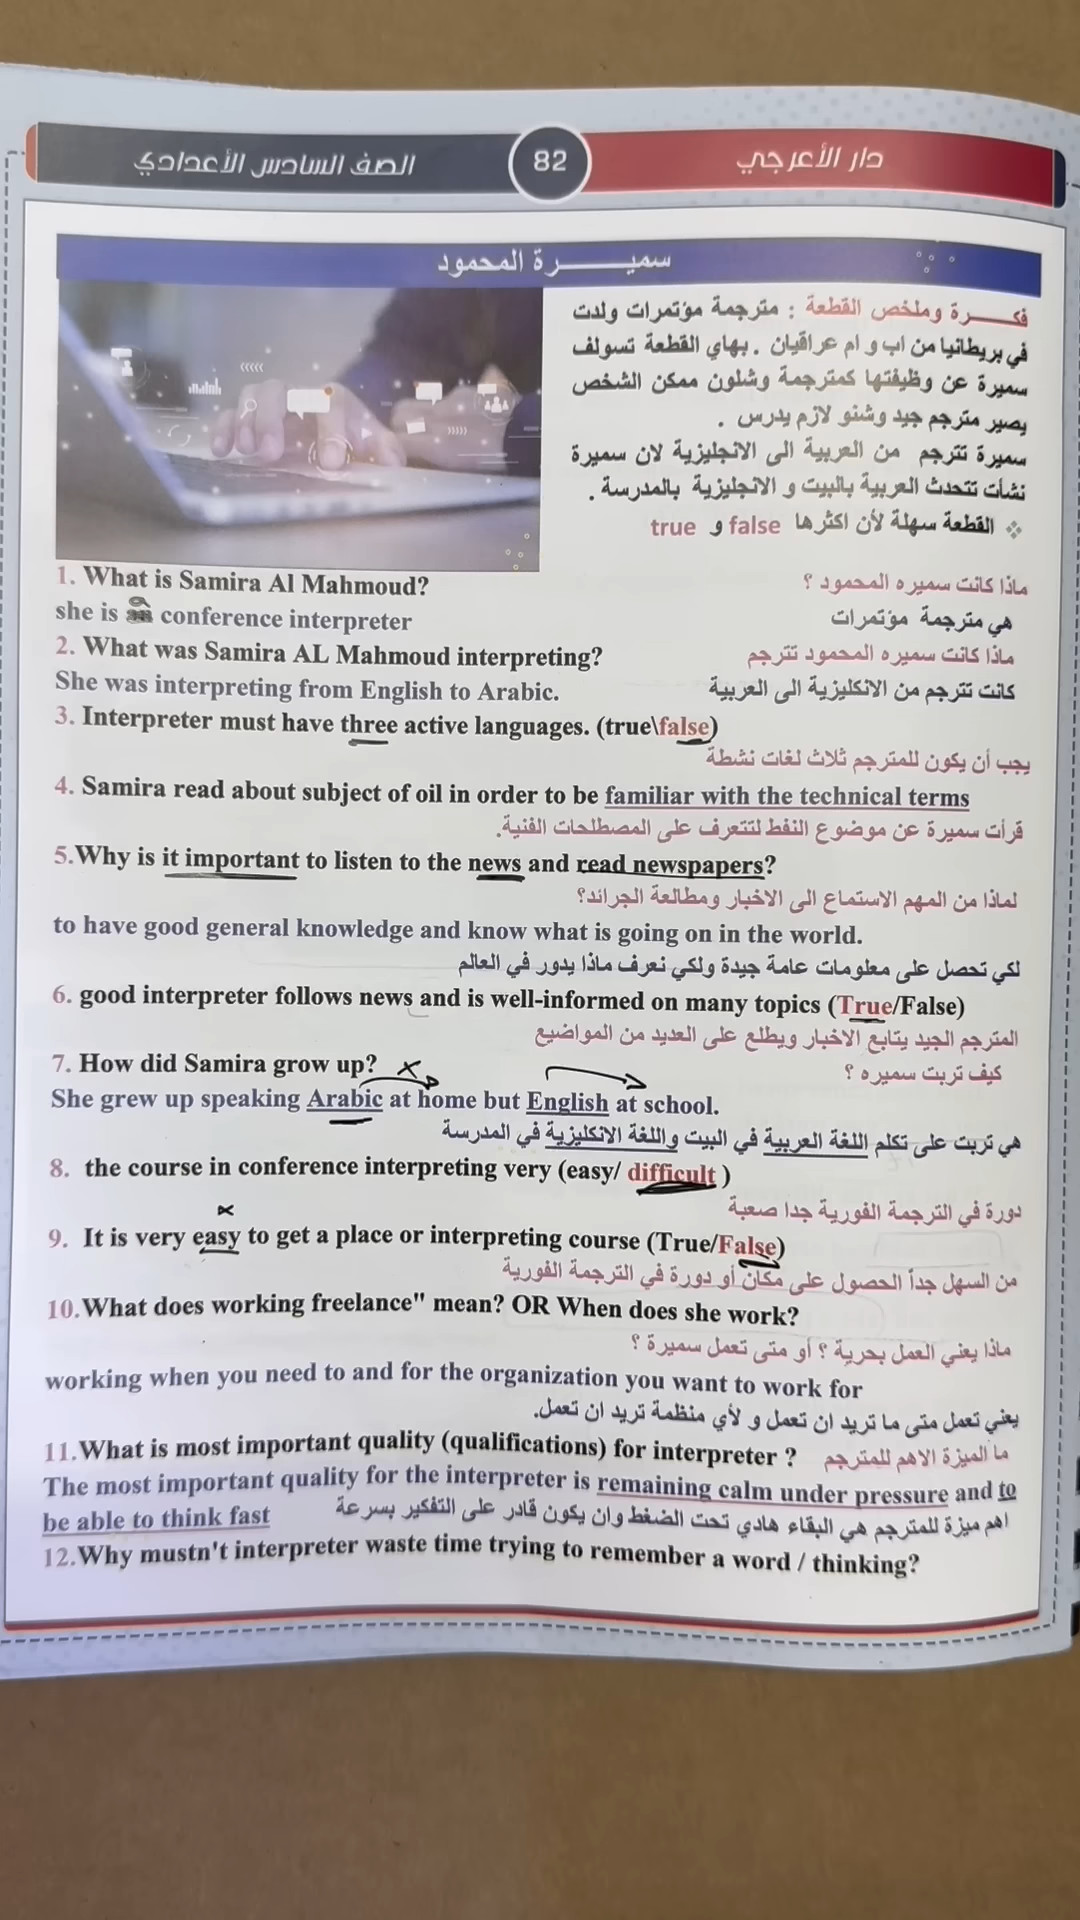 الصف السادس الأعدادي
82
دار الأعرجي
سميـــــرة المحمود
فكـــرة وملخص القطعة : مترجمة مؤتمرات ولدت
في بريطانيا من اب و ام عراقيان . بهاي القطعة تسولف
سميرة عن وظيفتها كمترجمة وشلون ممكن الشخص
يصير مترجم جيد وشنو لازم يدرس .
سميرة تترجم من العربية الى الانجليزية لان سميرة
نشأت تتحدث العربية بالبيت و الانجليزية بالمدرسة .
❖ القطعة سهلة لأن اكثرها false و true
1. What is Samira Al Mahmoud?
ماذا كانت سميره المحمود ؟
she is a conference interpreter
هي مترجمة مؤتمرات
2. What was Samira AL Mahmoud interpreting?
ماذا كانت سميره المحمود تترجم
She was interpreting from English to Arabic.
كانت تترجم من الانكليزية الى العربية
3. Interpreter must have three active languages. (true\false)
يجب أن يكون للمترجم ثلاث لغات نشطة
4. Samira read about subject of oil in order to be familiar with the technical terms
قرأت سميرة عن موضوع النفط لتتعرف على المصطلحات الفنية.
5.Why is it important to listen to the news and read newspapers?
لماذا من المهم الاستماع الى الاخبار ومطالعة الجرائد؟
to have good general knowledge and know what is going on in the world.
لكي تحصل على معلومات عامة جيدة ولكي نعرف ماذا يدور في العالم
6. good interpreter follows news and is well-informed on many topics (True/False)
المترجم الجيد يتابع الاخبار ويطلع على العديد من المواضيع
7. How did Samira grow up?
كيف تربت سميره ؟
She grew up speaking Arabic at home but English at school.
هي تربت على تكلم اللغة العربية في البيت واللغة الانكليزية في المدرسة
8. the course in conference interpreting very (easy/ difficult )
دورة في الترجمة الفورية جدا صعبة
9. It is very easy to get a place or interpreting course (True/False)
من السهل جداً الحصول على مكان أو دورة في الترجمة الفورية
10.What does working freelance" mean? OR When does she work?
ماذا يعني العمل بحرية ؟ أو متى تعمل سميرة ؟
working when you need to and for the organization you want to work for
يعني تعمل متى ما تريد ان تعمل و لأي منظمة تريد ان تعمل.
11.What is most important quality (qualifications) for interpreter ?
ما الميزة الاهم للمترجم
The most important quality for the interpreter is remaining calm under pressure and to
be able to think fast
اهم ميزة للمترجم هي البقاء هادي تحت الضغط وان يكون قادر على التفكير بسرعة
12.Why mustn't interpreter waste time trying to remember a word / thinking?